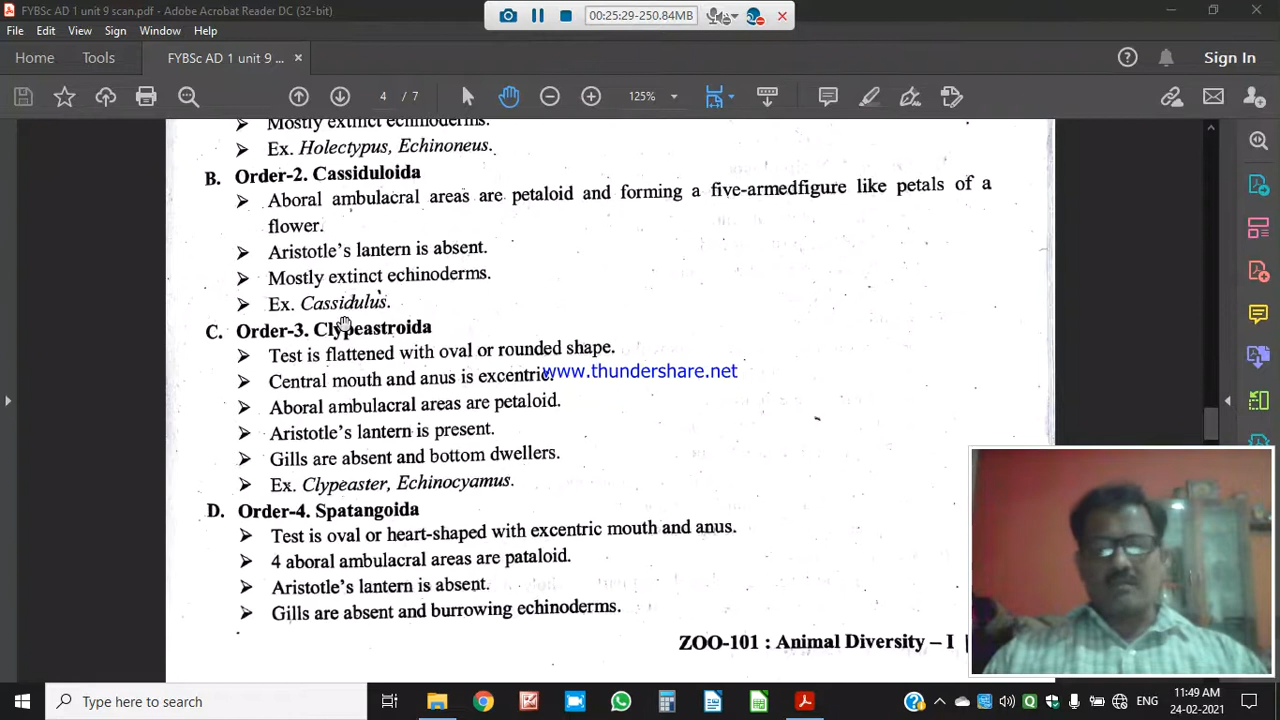 FYBSc AD 1 unit 9 scan.pdf - Adobe Acrobat Reader DC (32-bit)
00:25:29-250.84MB
File Edit View Sign Window Help
Home Tools FYBSc AD 1 unit 9 ... × Sign In
4 / 7 125%
Mostly extinct echinoderms.
➢ Ex. Holectypus, Echinoneus.
B. Order-2. Cassiduloida
➢ Aboral ambulacral areas are petaloid and forming a five-armedfigure like petals of a
flower.
➢ Aristotle's lantern is absent.
➢ Mostly extinct echinoderms.
➢ Ex. Cassidulus.
C. Order-3. Clypeastroida
➢ Test is flattened with oval or rounded shape.
➢ Central mouth and anus is excentric.
www.thundershare.net
➢ Aboral ambulacral areas are petaloid.
➢ Aristotle's lantern is present.
➢ Gills are absent and bottom dwellers.
➢ Ex. Clypeaster, Echinocyamus.
D. Order-4. Spatangoida
➢ Test is oval or heart-shaped with excentric mouth and anus.
➢ 4 aboral ambulacral areas are pataloid.
➢ Aristotle's lantern is absent.
➢ Gills are absent and burrowing echinoderms.
ZOO-101 : Animal Diversity – I |
Type here to search
ENG
11:49 AM
24-02-2021